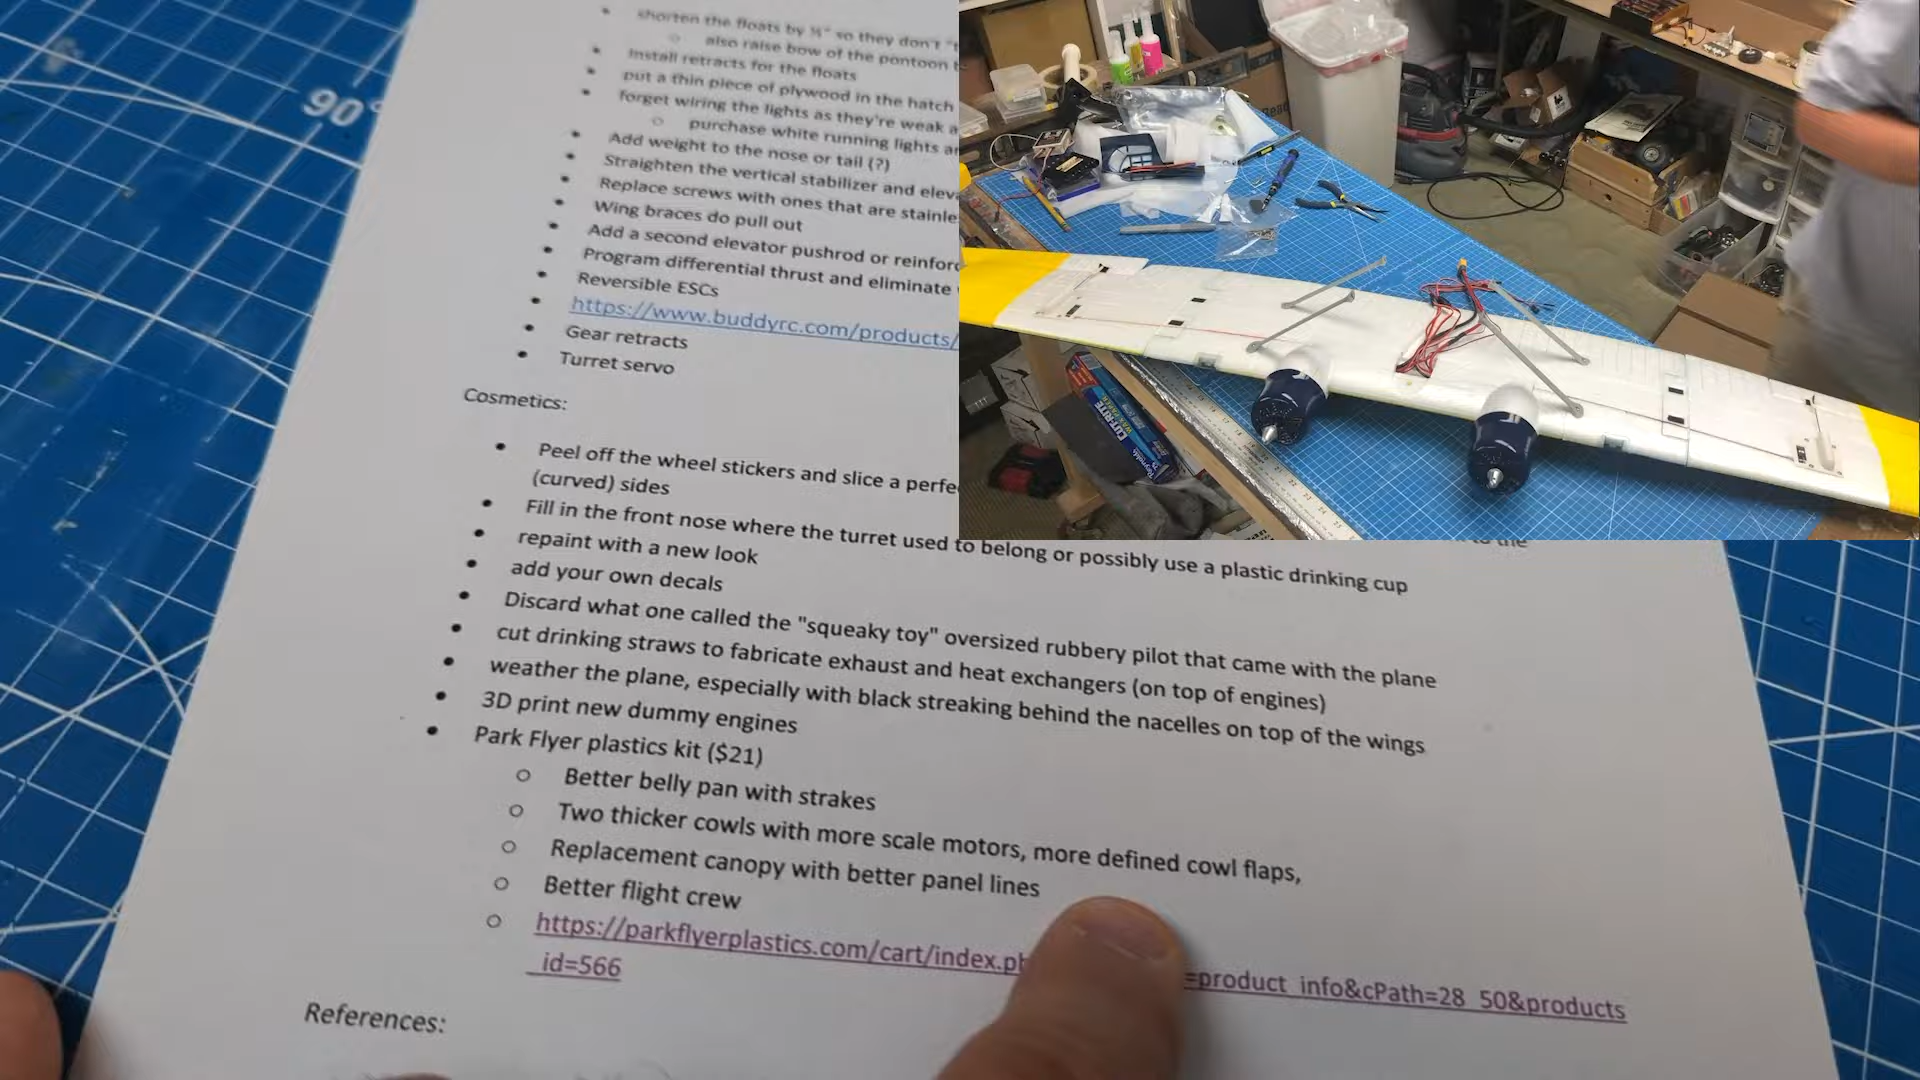 shorten the floats by ½" so they don't
also raise bow of the pontoon
Install retracts for the floats
put a thin piece of plywood in the hatch
forget wiring the lights as they're weak
purchase white running lights
Add weight to the nose or tail (?)
Straighten the vertical stabilizer and
Replace screws with ones that are
Wing braces do pull out
Add a second elevator pushrod or
Program differential thrust and eliminate
Reversible ESCs
https://www.buddyrc.com/products/
Gear retracts
Turret servo
Cosmetics:
Peel off the wheel stickers and slice a
(curved) sides
Fill in the front nose where the turret used to belong or possibly use a plastic drinking cup
repaint with a new look
add your own decals
Discard what one called the "squeaky toy" oversized rubbery pilot that came with the plane
cut drinking straws to fabricate exhaust and heat exchangers (on top of engines)
weather the plane, especially with black streaking behind the nacelles on top of the wings
3D print new dummy engines
Park Flyer plastics kit ($21)
Better belly pan with strakes
Two thicker cowls with more scale motors, more defined cowl flaps,
Replacement canopy with better panel lines
Better flight crew
https://parkflyerplastics.com/cart/index.ph =product_info&cPath=28_50&products
_id=566
References:
90°
Reynolds
CUT-RITE
WAX PAPER